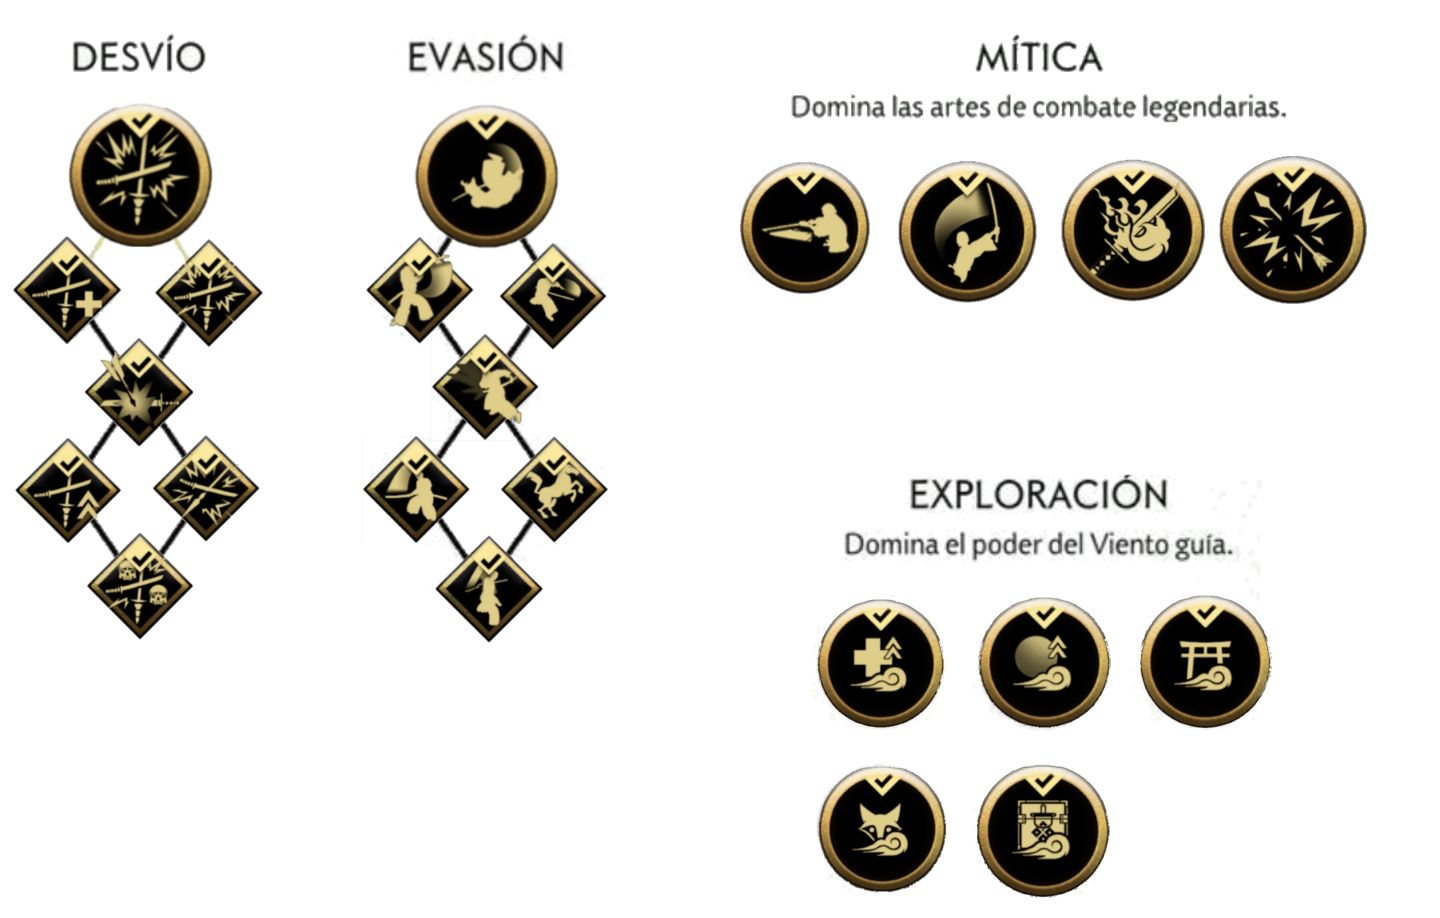 DESVÍO
EVASIÓN
MÍTICA
Domina las artes de combate legendarias.
EXPLORACIÓN
Domina el poder del Viento guía.